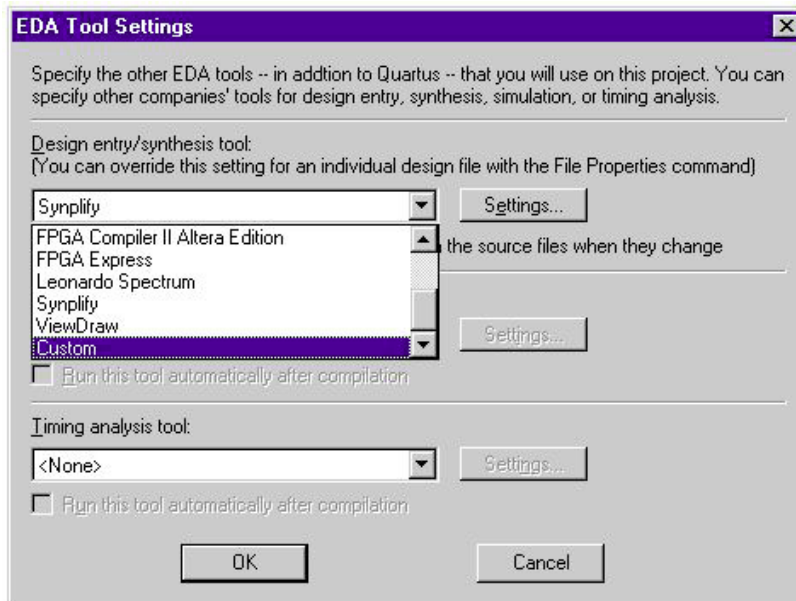 EDA Tool Settings
Specify the other EDA tools -- in addtion to Quartus -- that you will use on this project. You can
specify other companies' tools for design entry, synthesis, simulation, or timing analysis.
Design entry/synthesis tool:
(You can override this setting for an individual design file with the File Properties command)
Synplify
Settings...
FPGA Compiler II Altera Edition
FPGA Express
the source files when they change
Leonardo Spectrum
Synplify
ViewDraw
Settings...
Custom
Run this tool automatically after compilation
Timing analysis tool:
<None>
Settings...
Run this tool automatically after compilation
OK
Cancel